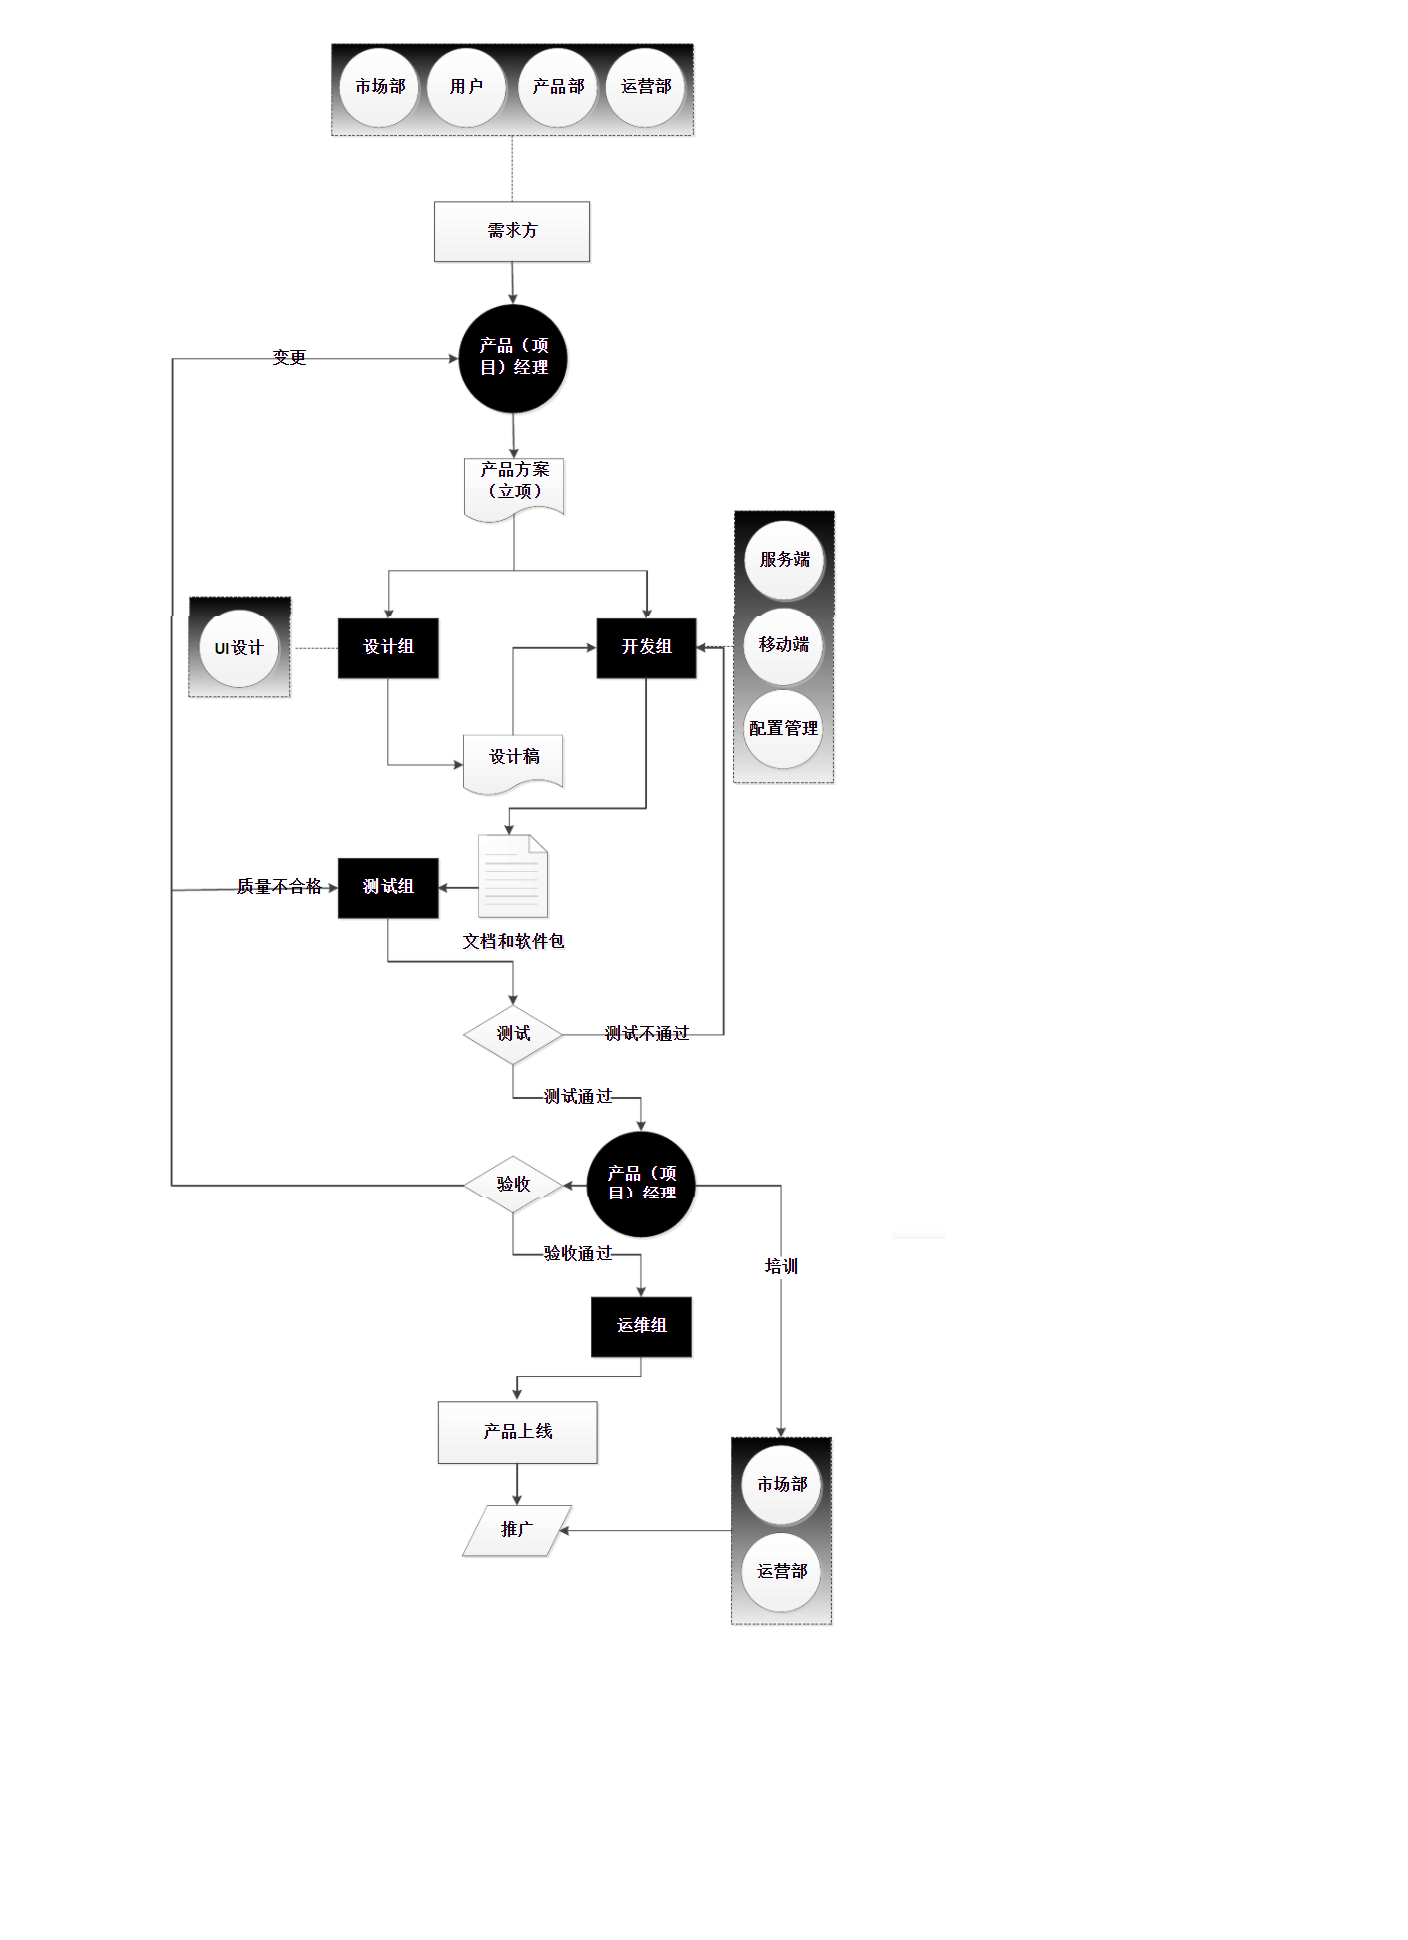 市场部
用户
产品部
运营部
需求方
产品（项
目）经理
变更
产品方案
（立项）
服务端
UI设计
设计组
开发组
移动端
配置管理
设计稿
质量不合格
测试组
文档和软件包
测试
测试不通过
测试通过
产品（项
目）经理
验收
验收通过
培训
运维组
产品上线
市场部
推广
运营部